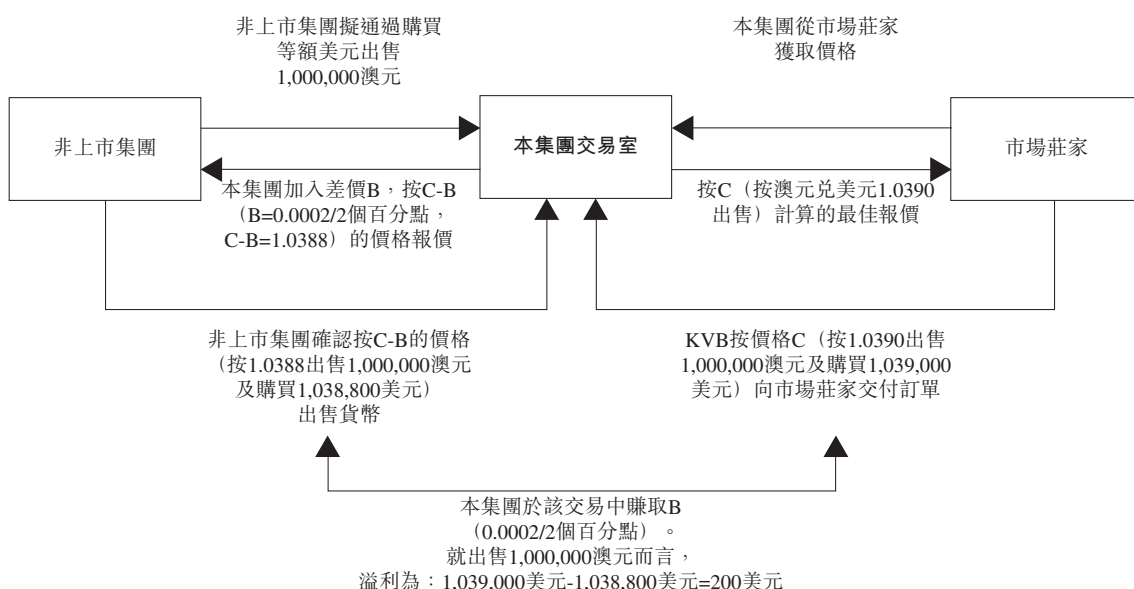 非上市集團擬通過購買
等額美元出售
1,000,000澳元
本集團從市場莊家
獲取價格
非上市集團
本集團交易室
市場莊家
本集團加入差價B，按C-B
（B=0.0002/2個百分點，
C-B=1.0388）的價格報價
按C（按澳元兌美元1.0390
出售）計算的最佳報價
非上市集團確認按C-B的價格
（按1.0388出售1,000,000澳元
及購買1,038,800美元）
出售貨幣
KVB按價格C（按1.0390出售
1,000,000澳元及購買1,039,000
美元）向市場莊家交付訂單
本集團於該交易中賺取B
（0.0002/2個百分點）。
就出售1,000,000澳元而言，
溢利為：1,039,000美元-1,038,800美元=200美元